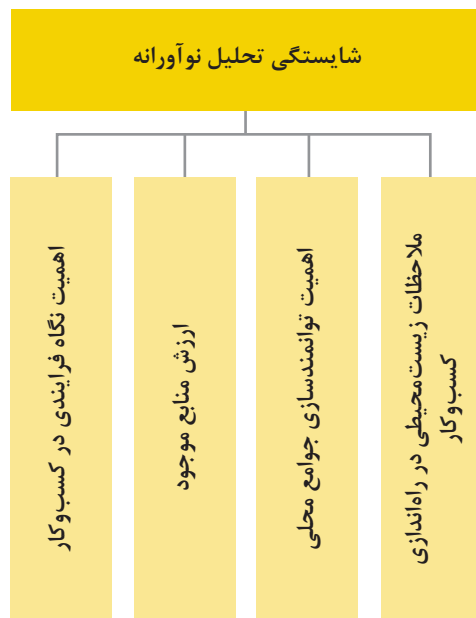 شایستگی تحلیل نوآورانه
ملاحظات زیست‌محیطی در راه‌اندازی
کسب‌وکار
اهمیت توانمندسازی جوامع محلی
ارزش منابع موجود
اهمیت نگاه فرایندی در کسب‌وکار